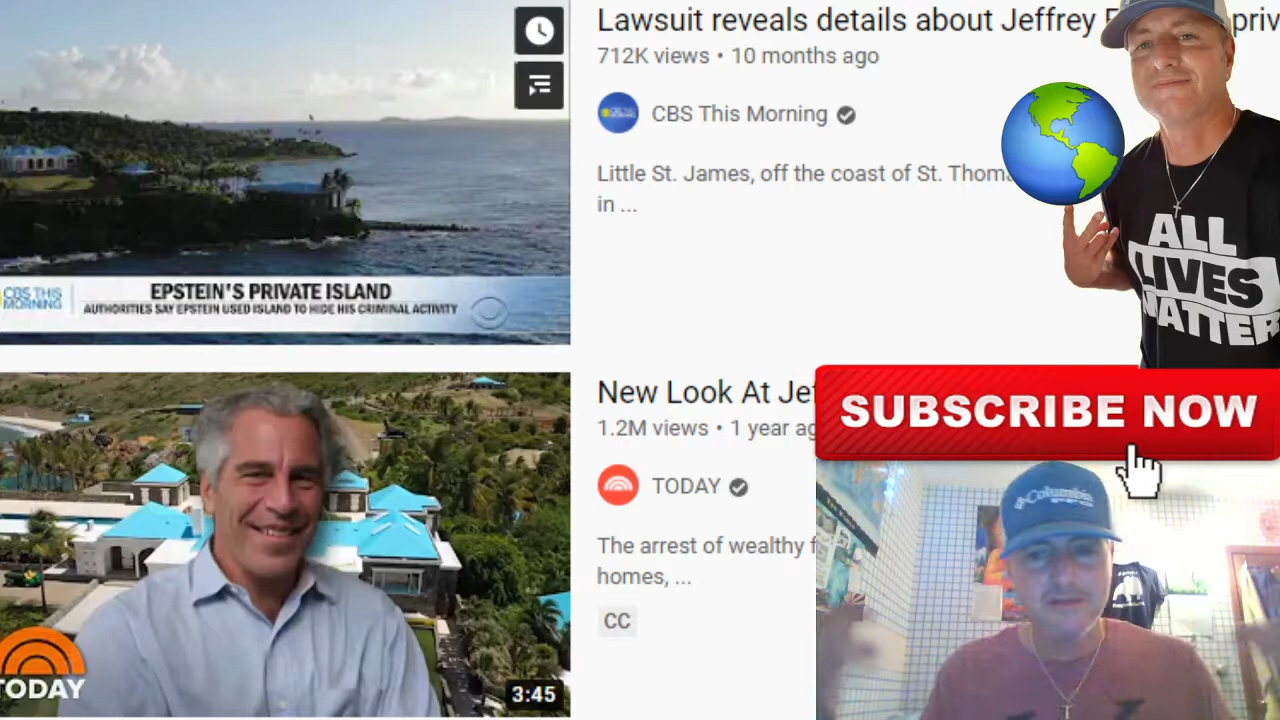 Lawsuit reveals details about Jeffrey
712K views • 10 months ago
CBS This Morning
Little St. James, off the coast of St. Thom
in ...
CBS THIS
MORNING
EPSTEIN'S PRIVATE ISLAND
AUTHORITIES SAY EPSTEIN USED ISLAND TO HIDE HIS CRIMINAL ACTIVITY
ALL
LIVES
MATTER
New Look At Jef
1.2M views • 1 year ag
TODAY
The arrest of wealthy f
homes, ...
CC
TODAY
3:45
SUBSCRIBE NOW
Columbia